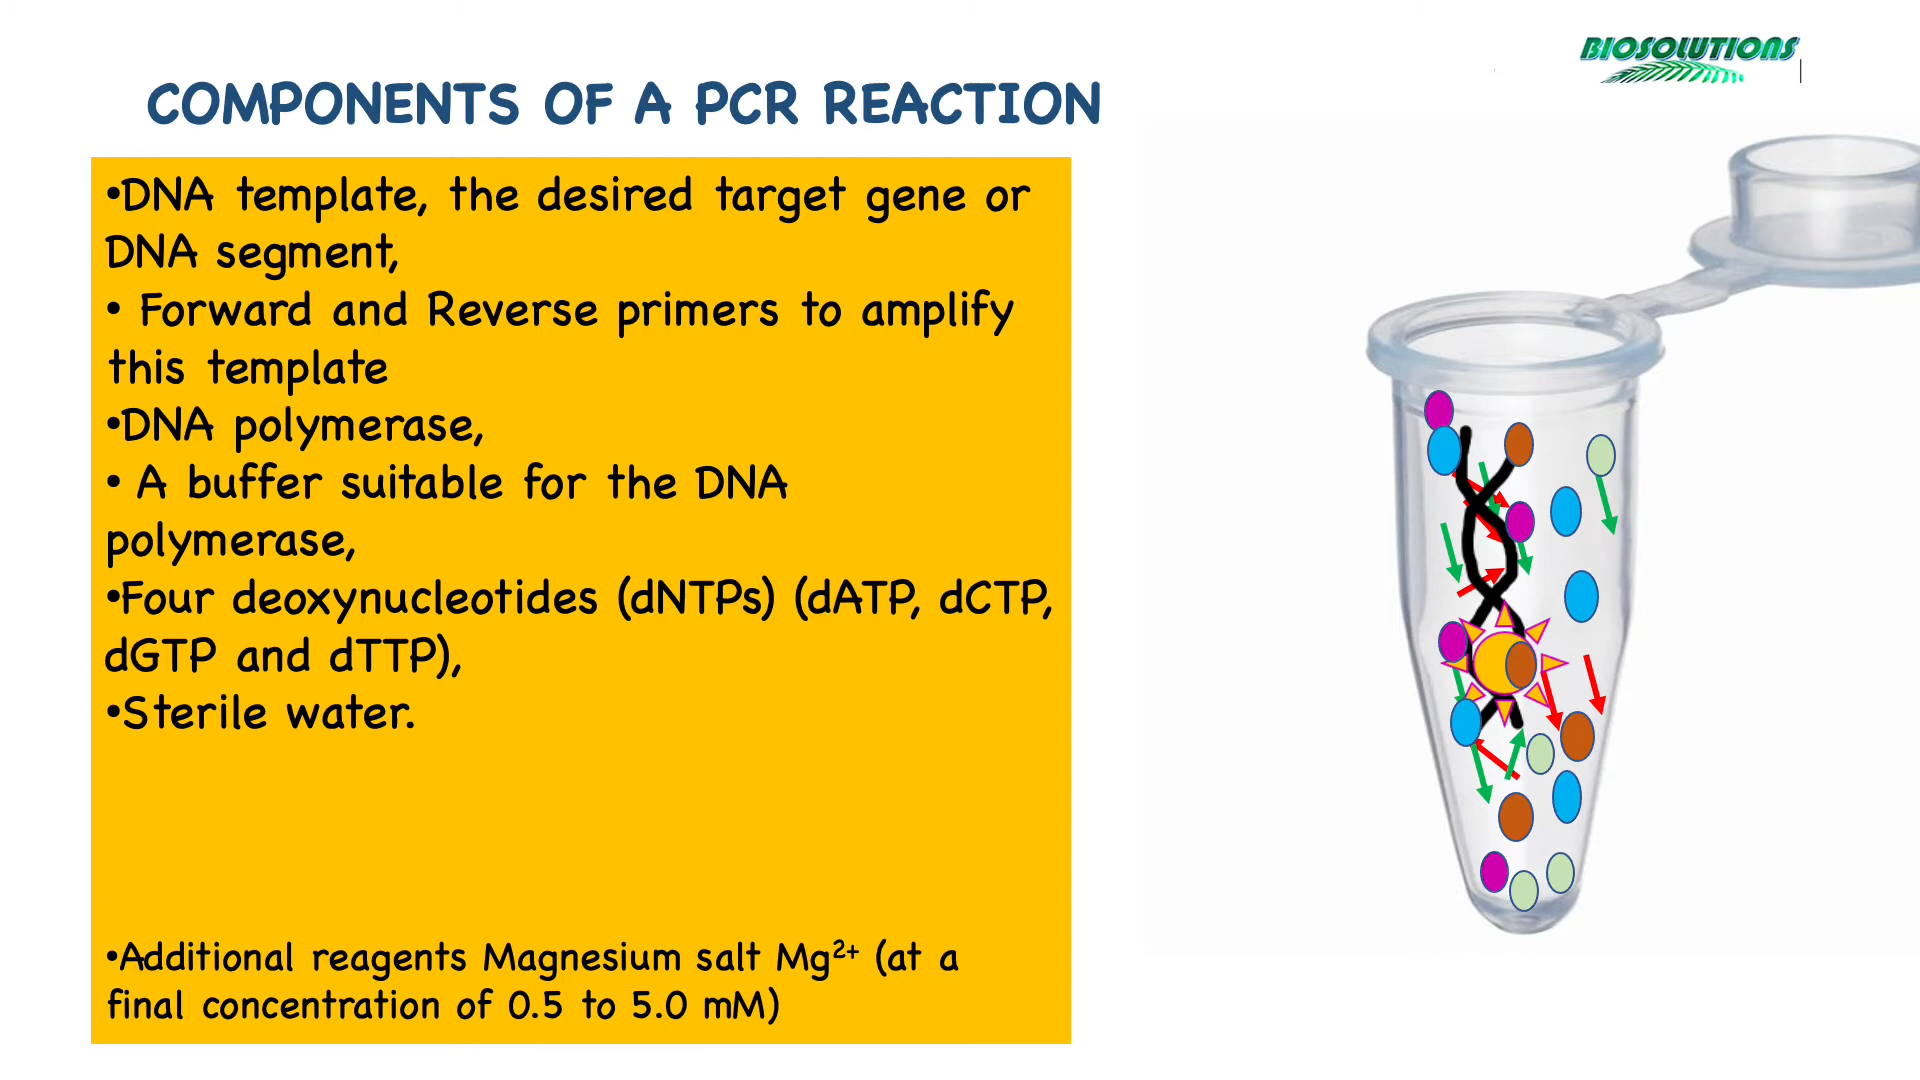 BIOSOLUTIONS
COMPONENTS OF A PCR REACTION
•DNA template, the desired target gene or
DNA segment,
• Forward and Reverse primers to amplify
this template
•DNA polymerase,
• A buffer suitable for the DNA
polymerase,
•Four deoxynucleotides (dNTPs) (dATP, dCTP,
dGTP and dTTP),
•Sterile water.
•Additional reagents Magnesium salt Mg²⁺ (at a
final concentration of 0.5 to 5.0 mM)